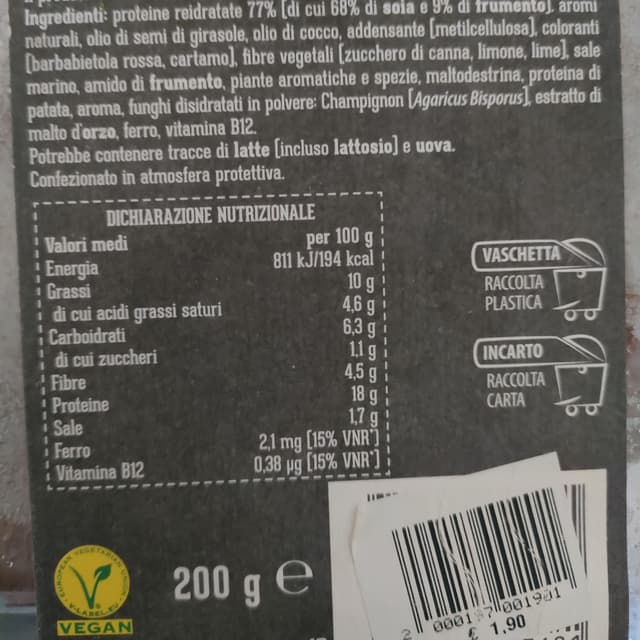 Ingredienti: proteine reidratate 77% [di cui 68% di soia e 9% di frumento], aromi
naturali, olio di semi di girasole, olio di cocco, addensante [metilcellulosa], coloranti
[barbabietola rossa, cartamo], fibre vegetali [zucchero di canna, limone, lime], sale
marino, amido di frumento, piante aromatiche e spezie, maltodestrina, proteina di
patata, aroma, funghi disidratati in polvere: Champignon [Agaricus Bisporus], estratto di
malto d'orzo, ferro, vitamina B12.
Potrebbe contenere tracce di latte [incluso lattosio] e uova.
Confezionato in atmosfera protettiva.
DICHIARAZIONE NUTRIZIONALE
Valori medi per 100 g
Energia 811 kJ/194 kcal
Grassi 10 g
di cui acidi grassi saturi 4,6 g
Carboidrati 6,3 g
di cui zuccheri 1,1 g
Fibre 4,5 g
Proteine 18 g
Sale 1,7 g
Ferro 2,1 mg [15% VNR*]
Vitamina B12 0,38 µg [15% VNR*]
VASCHETTA
RACCOLTA
PLASTICA
INCARTO
RACCOLTA
CARTA
EUROPEAN VEGETARIAN UNION
V-LABEL.EU
VEGAN
200 g e
€ 1,90